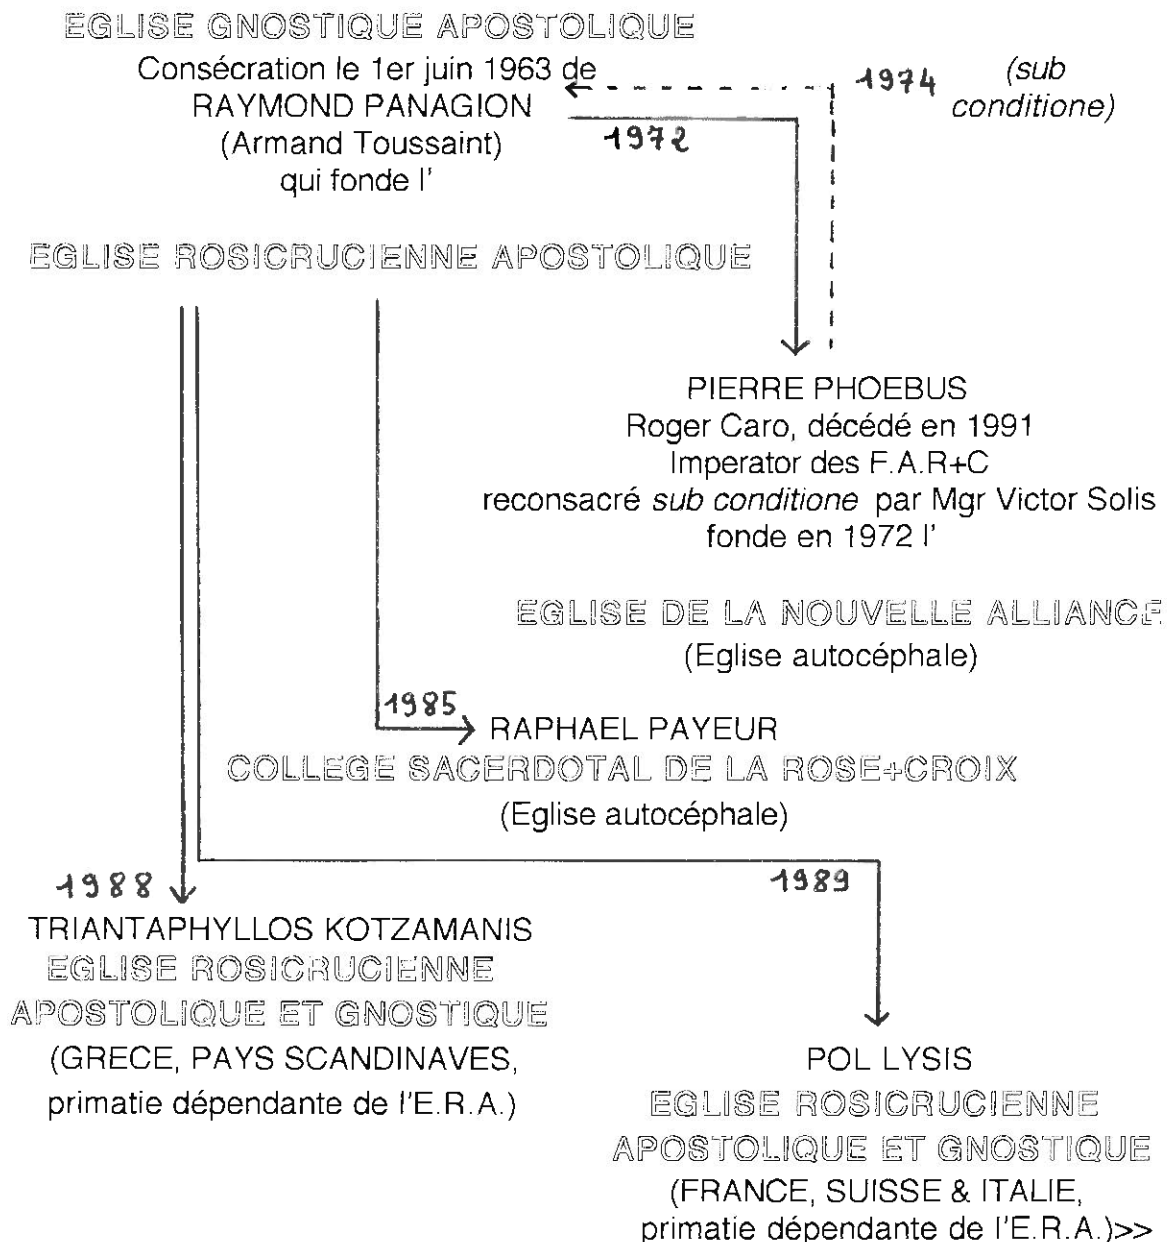 EGLISE GNOSTIQUE APOSTOLIQUE
Consécration le 1er juin 1963 de
RAYMOND PANAGION
(Armand Toussaint)
qui fonde l'
1974
(sub
conditione)
1972
EGLISE ROSICRUCIENNE APOSTOLIQUE
PIERRE PHOEBUS
Roger Caro, décédé en 1991
Imperator des F.A.R+C
reconsacré sub conditione par Mgr Victor Solis
fonde en 1972 l'
EGLISE DE LA NOUVELLE ALLIANCE
(Eglise autocéphale)
1985
RAPHAEL PAYEUR
COLLEGE SACERDOTAL DE LA ROSE+CROIX
(Eglise autocéphale)
1988
TRIANTAPHYLLOS KOTZAMANIS
EGLISE ROSICRUCIENNE
APOSTOLIQUE ET GNOSTIQUE
(GRECE, PAYS SCANDINAVES,
primatie dépendante de l'E.R.A.)
1989
POL LYSIS
EGLISE ROSICRUCIENNE
APOSTOLIQUE ET GNOSTIQUE
(FRANCE, SUISSE & ITALIE,
primatie dépendante de l'E.R.A.)>>